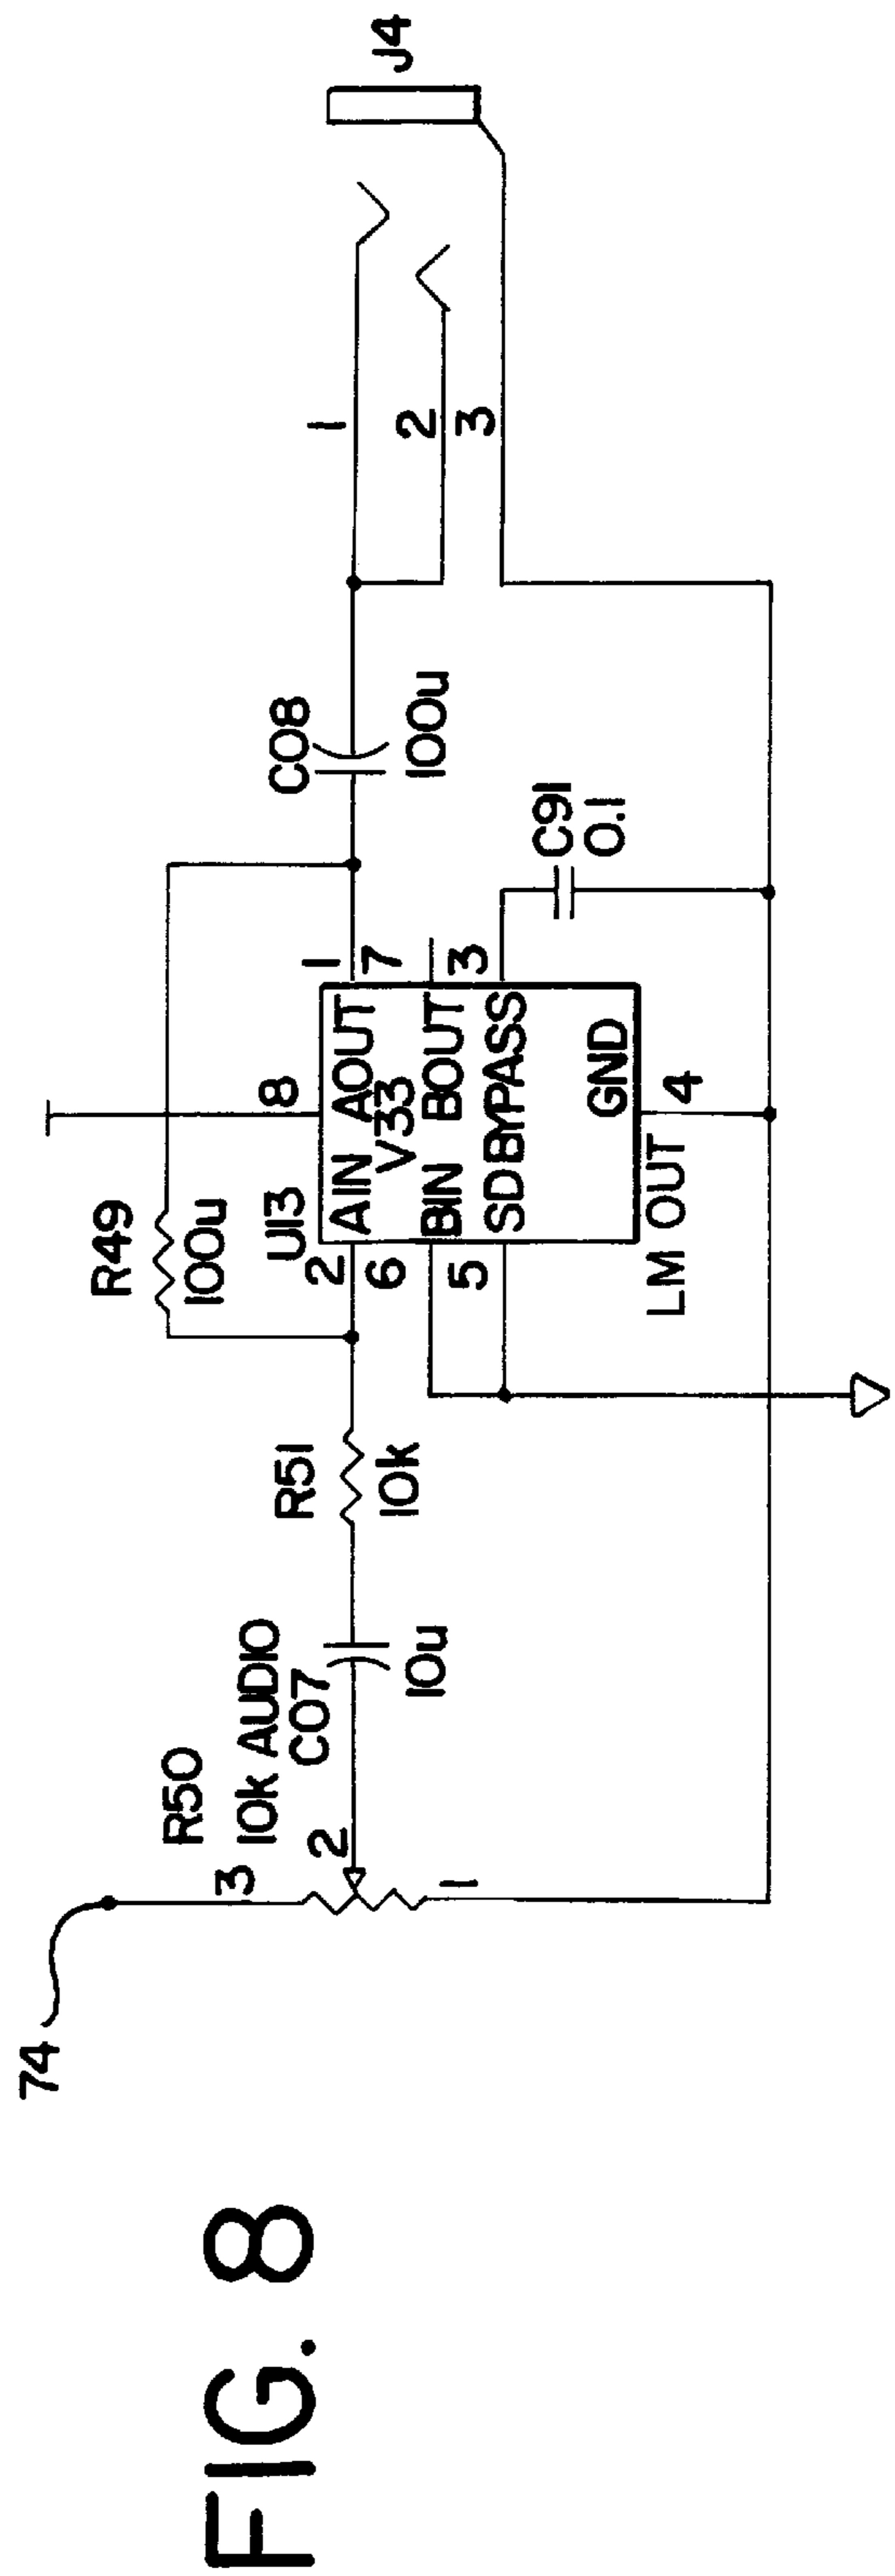 74
R50
10k AUDIO
3
2
1
C07
10u
R51
10k
R49
100u
U13
8
2
6
5
AIN AOUT
V33
BIN BOUT
SD BYPASS
GND
1
7
3
4
LM OUT
C08
100u
C91
0.1
1
2
3
J4
FIG. 8